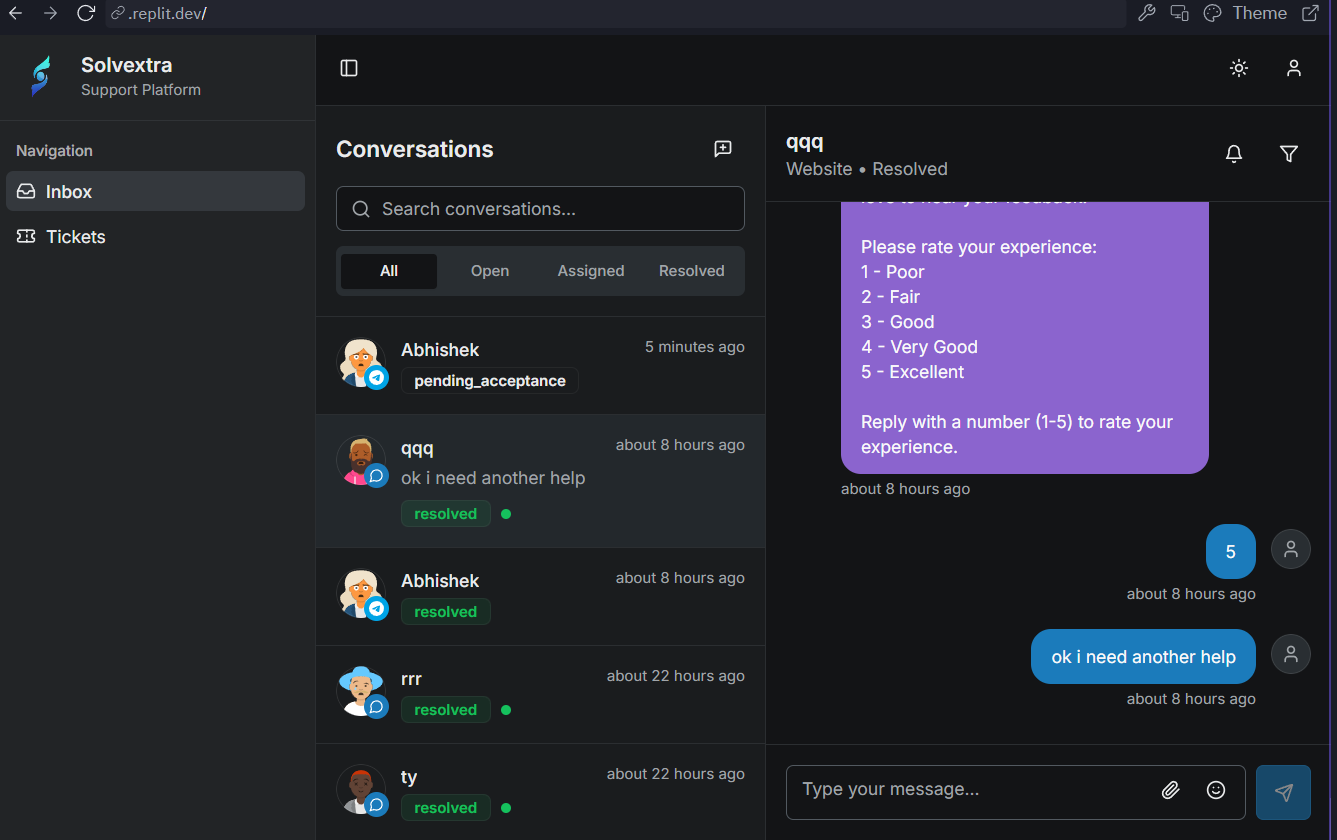 .replit.dev/
Theme
Solvextra
Support Platform
Navigation
Inbox
Tickets
Conversations
Search conversations...
All Open Assigned Resolved
Abhishek 5 minutes ago
pending_acceptance
qqq about 8 hours ago
ok i need another help
resolved
Abhishek about 8 hours ago
resolved
rrr about 22 hours ago
resolved
ty about 22 hours ago
resolved
qqq
Website • Resolved
love to hear your feedback!
Please rate your experience:
1 - Poor
2 - Fair
3 - Good
4 - Very Good
5 - Excellent
Reply with a number (1-5) to rate your
experience.
about 8 hours ago
5
about 8 hours ago
ok i need another help
about 8 hours ago
Type your message...